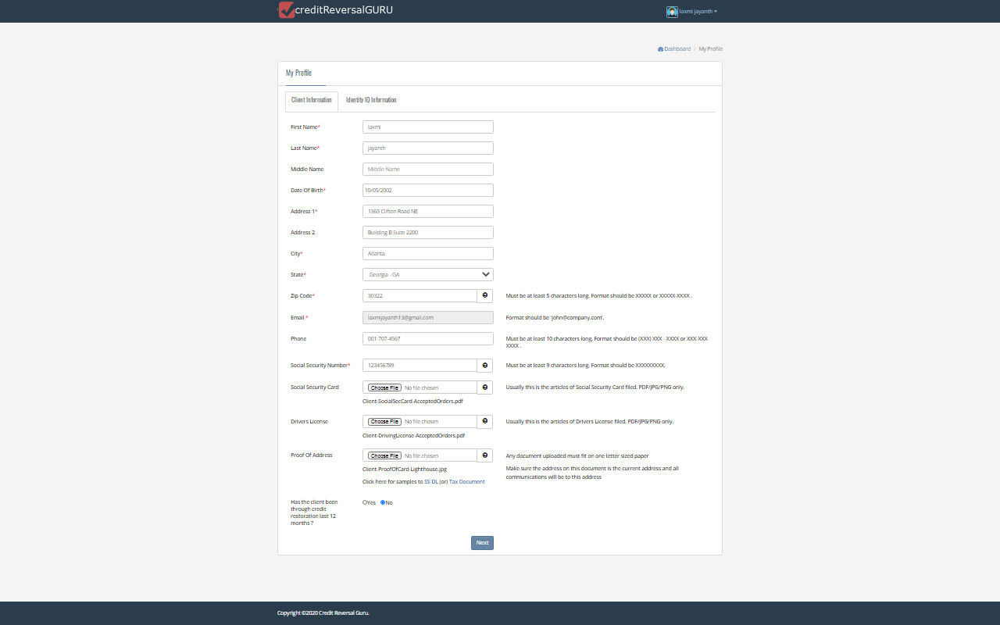 creditReversalGURU
laxmi jayanth
Dashboard / My Profile
My Profile
Client Information Identity IQ Information
First Name* laxmi
Last Name* jayanth
Middle Name Middle Name
Date Of Birth* 10/05/2002
Address 1* 1365 Clifton Road NE
Address 2 Building B Suite 2200
City* Atlanta
State* Georgia - GA
Zip Code* 30322 Must be at least 5 characters long. Format should be XXXXX or XXXXX-XXXX .
Email * laxmijayanth13@gmail.com Format should be 'john@company.com'.
Phone 001-707-4567 Must be at least 10 characters long. Format should be (XXX) XXX - XXXX or XXX-XXX-
XXXX .
Social Security Number* 123456789 Must be at least 9 characters long. Format should be XXXXXXXXX.
Social Security Card Choose File No file chosen Usually this is the articles of Social Security Card filed. PDF/JPG/PNG only.
Client-SocialSecCard-AcceptedOrders.pdf
Drivers License Choose File No file chosen Usually this is the articles of Drivers License filed. PDF/JPG/PNG only.
Client-DrivingLicense-AcceptedOrders.pdf
Proof Of Address Choose File No file chosen Any document uploaded must fit on one letter sized paper
Client-ProofOfCard-Lighthouse.jpg Make sure the address on this document is the current address and all
communications will be to this address
Click here for samples to SS-DL (or) Tax Document
Has the client been Yes No
through credit
restoration last 12
months ?
Next
Copyright ©2020 Credit Reversal Guru.